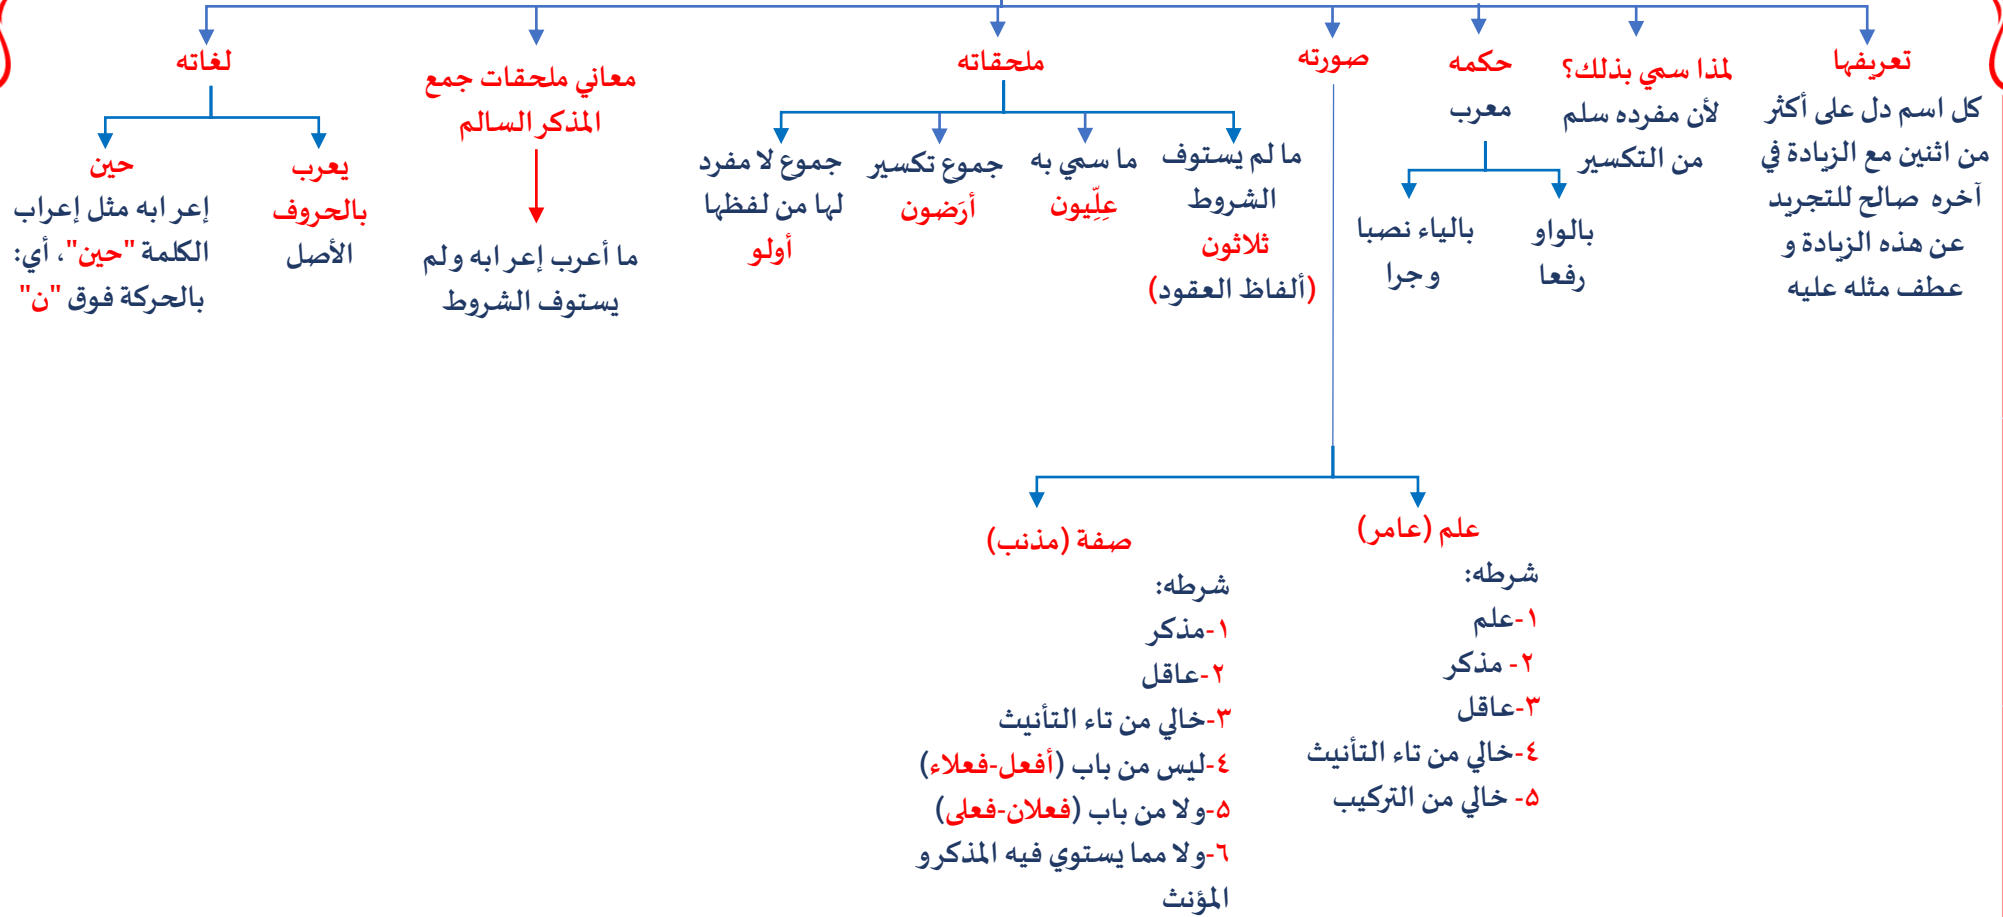 تعريفها
كل اسم دل على أكثر
من اثنين مع الزيادة في
آخره صالح للتجريد
عن هذه الزيادة و
عطف مثله عليه
لمذا سمي بذلك؟
لأن مفرده سلم
من التكسير
حكمه
معرب
بالواو
رفعا
بالياء نصبا
وجرا
صورته
علم (عامر)
شرطه:
١-علم
٢- مذكر
٣-عاقل
٤-خالي من تاء التأنيث
۵- خالي من التركيب
صفة (مذنب)
شرطه:
١-مذكر
٢-عاقل
٣-خالي من تاء التأنيث
٤-ليس من باب (أفعل-فعلاء)
۵-ولا من باب (فعلان-فعلى)
٦-ولا مما يستوي فيه المذكر و
المؤنث
ملحقاته
ما لم يستوف
الشروط
ثلاثون
(ألفاظ العقود)
ما سمي به
علِّيون
جموع تكسير
أرَضون
جموع لا مفرد
لها من لفظها
أولو
معاني ملحقات جمع
المذكر السالم
ما أعرب إعرابه ولم
يستوف الشروط
لغاته
يعرب
بالحروف
الأصل
حين
إعرابه مثل إعراب
الكلمة "حين"، أي:
بالحركة فوق "ن"